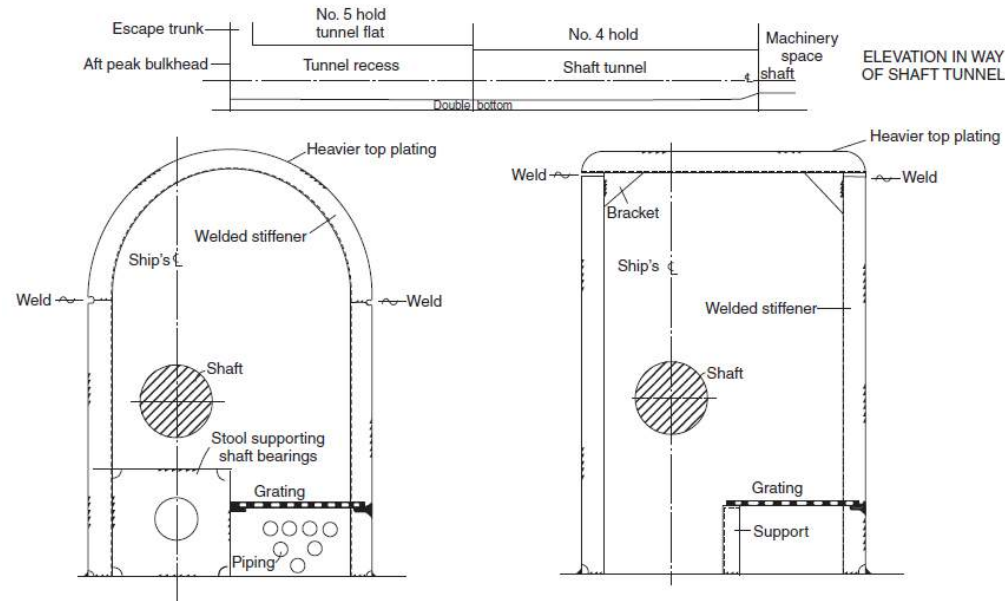 Escape trunk
No. 5 hold
tunnel flat
No. 4 hold
Machinery
space
Aft peak bulkhead
Tunnel recess
Shaft tunnel
℄ shaft
ELEVATION IN WAY
OF SHAFT TUNNEL
Double bottom
Heavier top plating
Welded stiffener
Ship's ℄
Weld
Weld
Shaft
Stool supporting
shaft bearings
Grating
Piping
Heavier top plating
Weld
Weld
Bracket
Ship's ℄
Welded stiffener
Shaft
Grating
Support